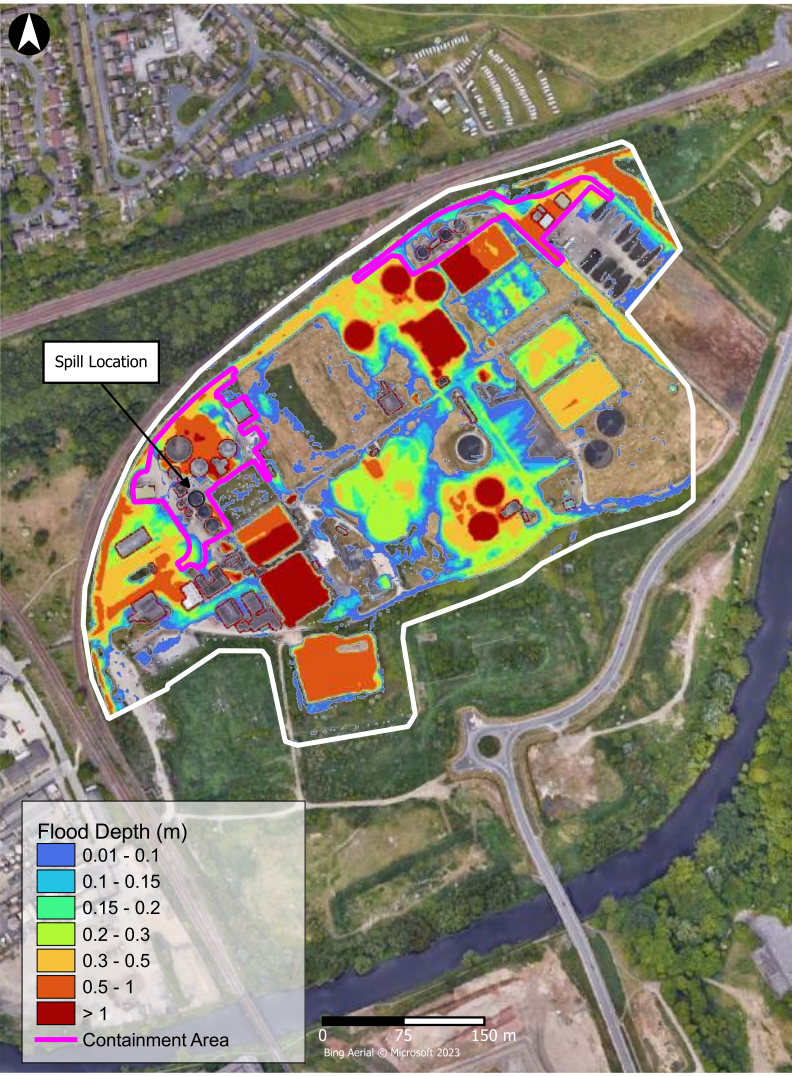 Spill Location
Flood Depth (m)
0.01 - 0.1
0.1 - 0.15
0.15 - 0.2
0.2 - 0.3
0.3 - 0.5
0.5 - 1
> 1
Containment Area
0 75 150 m
Bing Aerial © Microsoft 2023